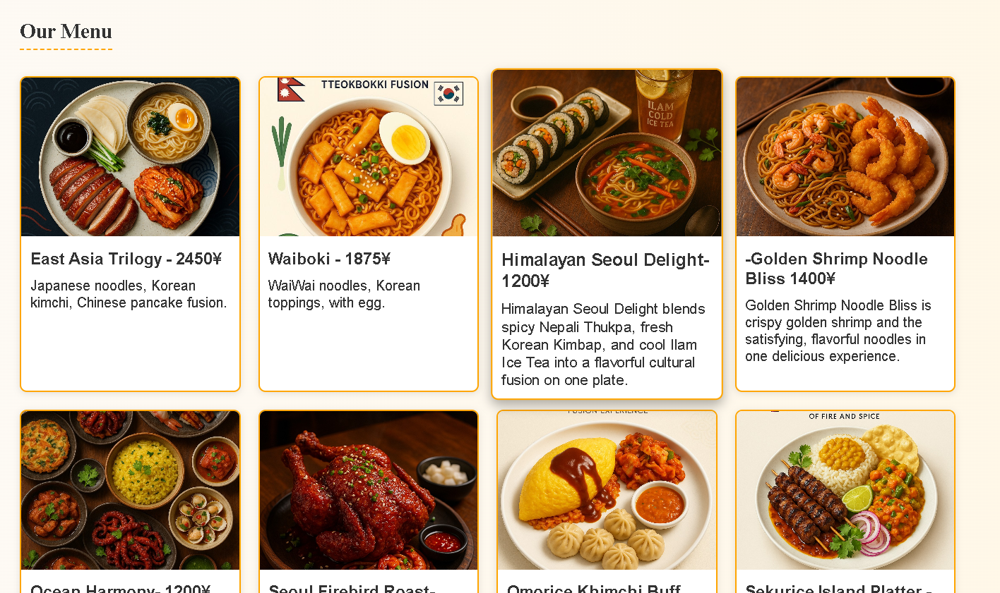 Our Menu
TTEOKBOKKI FUSION
ILAM
COLD
ICE TEA
East Asia Trilogy - 2450¥
Japanese noodles, Korean
kimchi, Chinese pancake fusion.
Waiboki - 1875¥
WaiWai noodles, Korean
toppings, with egg.
Himalayan Seoul Delight-
1200¥
Himalayan Seoul Delight blends
spicy Nepali Thukpa, fresh
Korean Kimbap, and cool Ilam
Ice Tea into a flavorful cultural
fusion on one plate.
-Golden Shrimp Noodle
Bliss 1400¥
Golden Shrimp Noodle Bliss is
crispy golden shrimp and the
satisfying, flavorful noodles in
one delicious experience.
FUSION EXPERIENCE
OF FIRE AND SPICE
Ocean Harmony- 1200¥
Seoul Firebird Roast-
Omorice Khimchi Buff
Sekurice Island Platter -